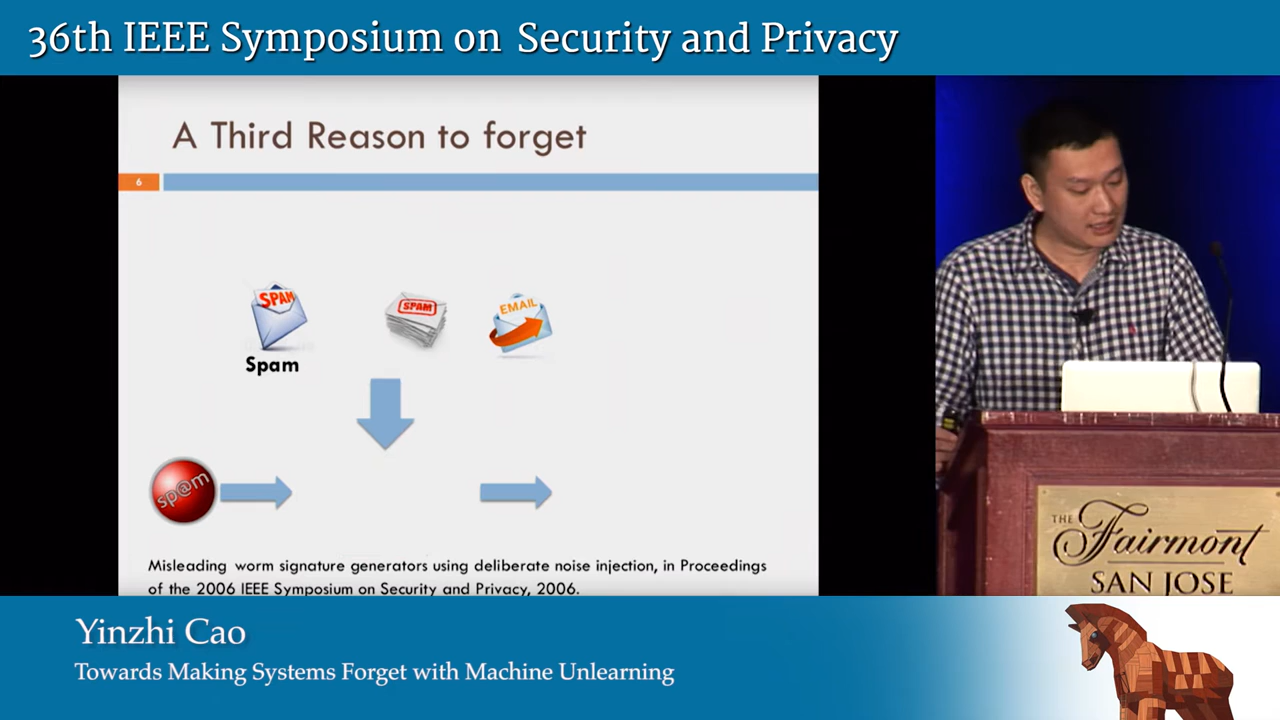 36th IEEE Symposium on Security and Privacy
A Third Reason to forget
6
SPAM
SPAM
EMAIL
Spam
sp@m
Misleading worm signature generators using deliberate noise injection, in Proceedings
of the 2006 IEEE Symposium on Security and Privacy, 2006.
THE
Fairmont
SAN JOSE
Yinzhi Cao
Towards Making Systems Forget with Machine Unlearning